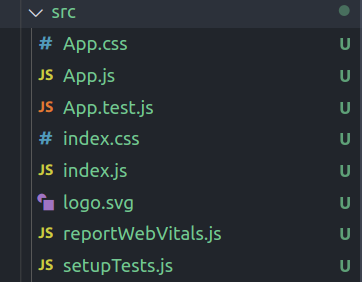 src
# App.css U
JS App.js U
JS App.test.js U
# index.css U
JS index.js U
logo.svg U
JS reportWebVitals.js U
JS setupTests.js U